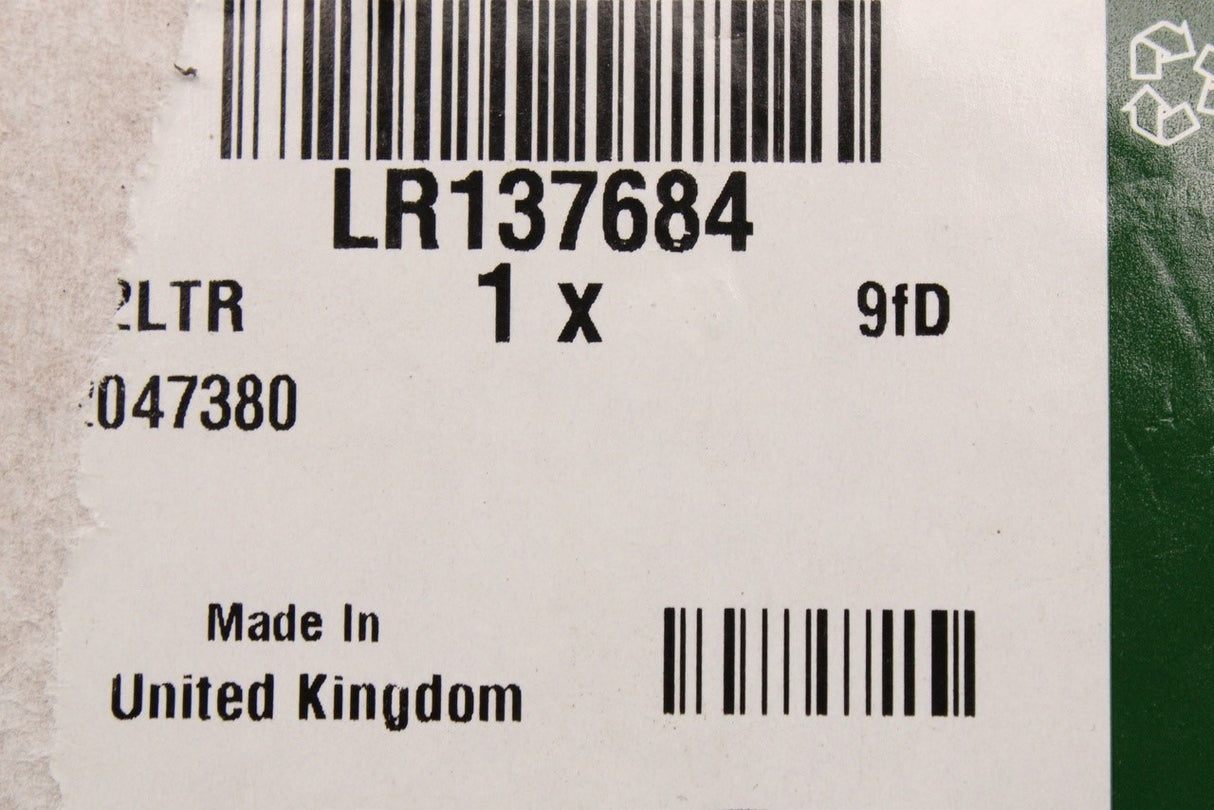 LR137684
2LTR 1 x 9fD
047380
Made In
United Kingdom